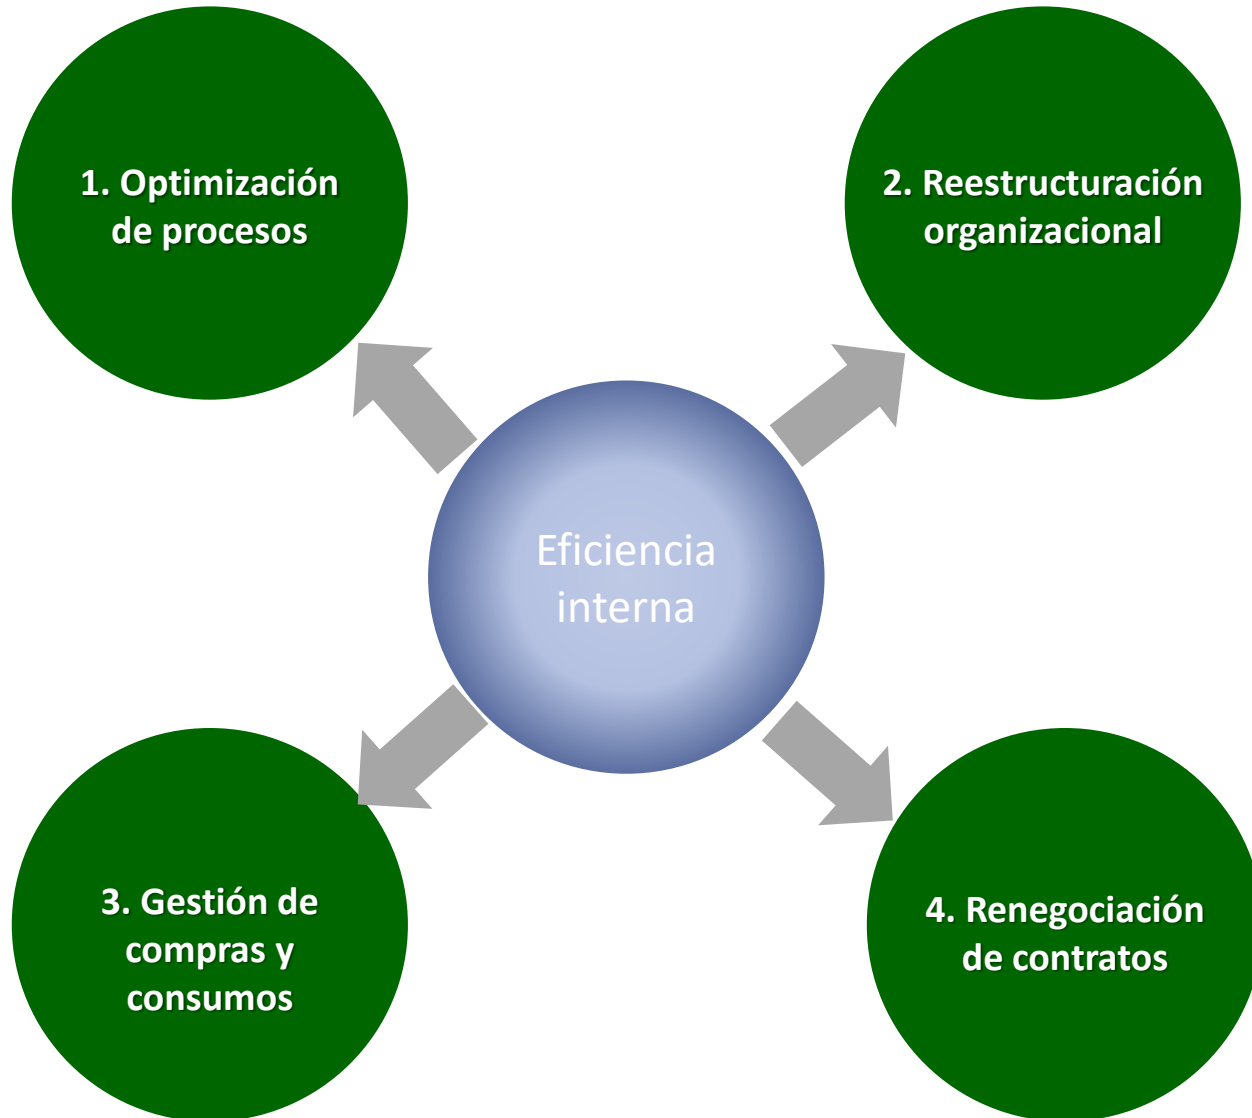 1. Optimización
de procesos
2. Reestructuración
organizacional
Eficiencia
interna
3. Gestión de
compras y
consumos
4. Renegociación
de contratos